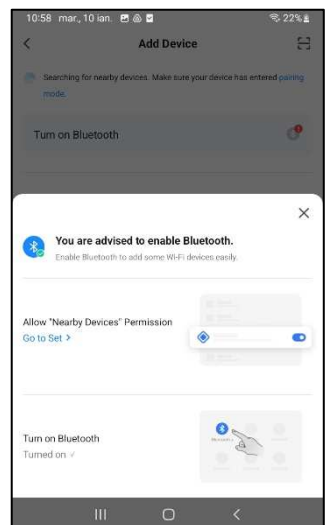 10:58 mar., 10 ian. 22%
Add Device
Searching for nearby devices. Make sure your device has entered pairing
mode.
Turn on Bluetooth
You are advised to enable Bluetooth.
Enable Bluetooth to add some Wi-Fi devices easily.
Allow "Nearby Devices" Permission
Go to Set >
Turn on Bluetooth
Turned on √